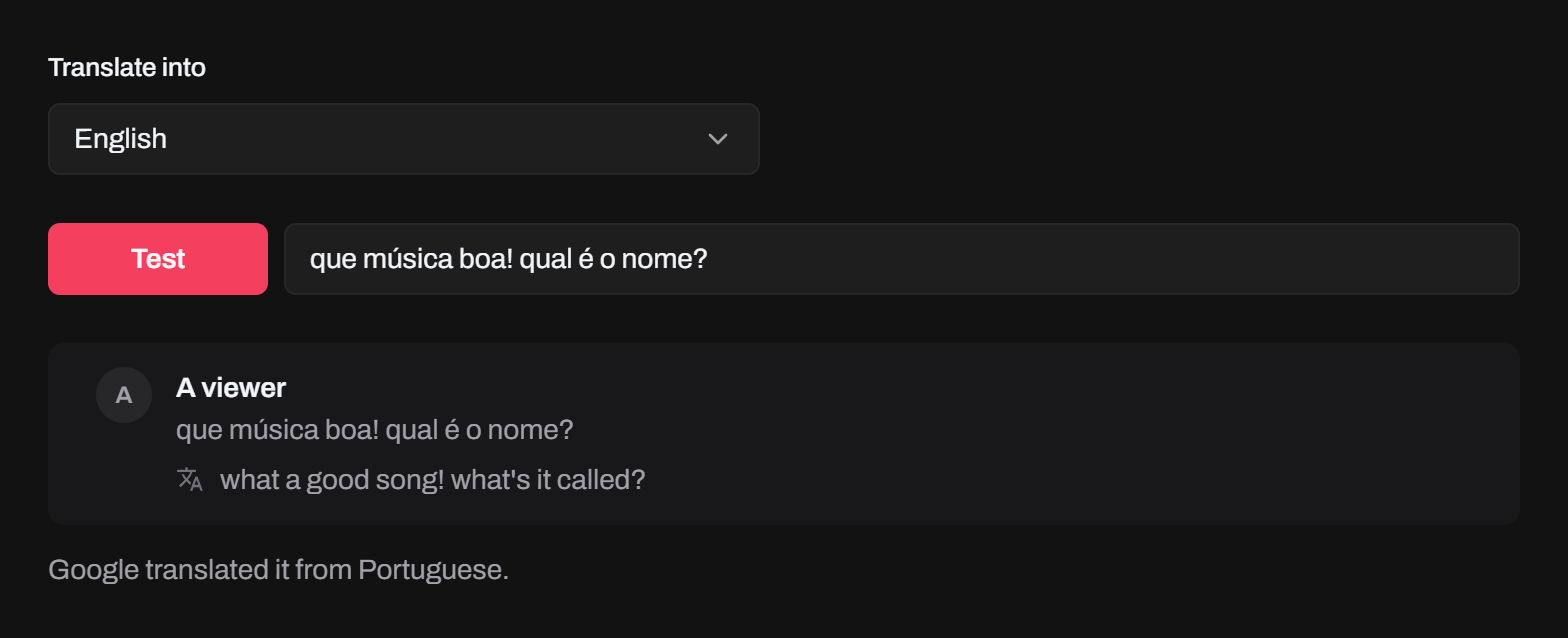 Translate into
English
Test
que música boa! qual é o nome?
A
A viewer
que música boa! qual é o nome?
what a good song! what's it called?
Google translated it from Portuguese.